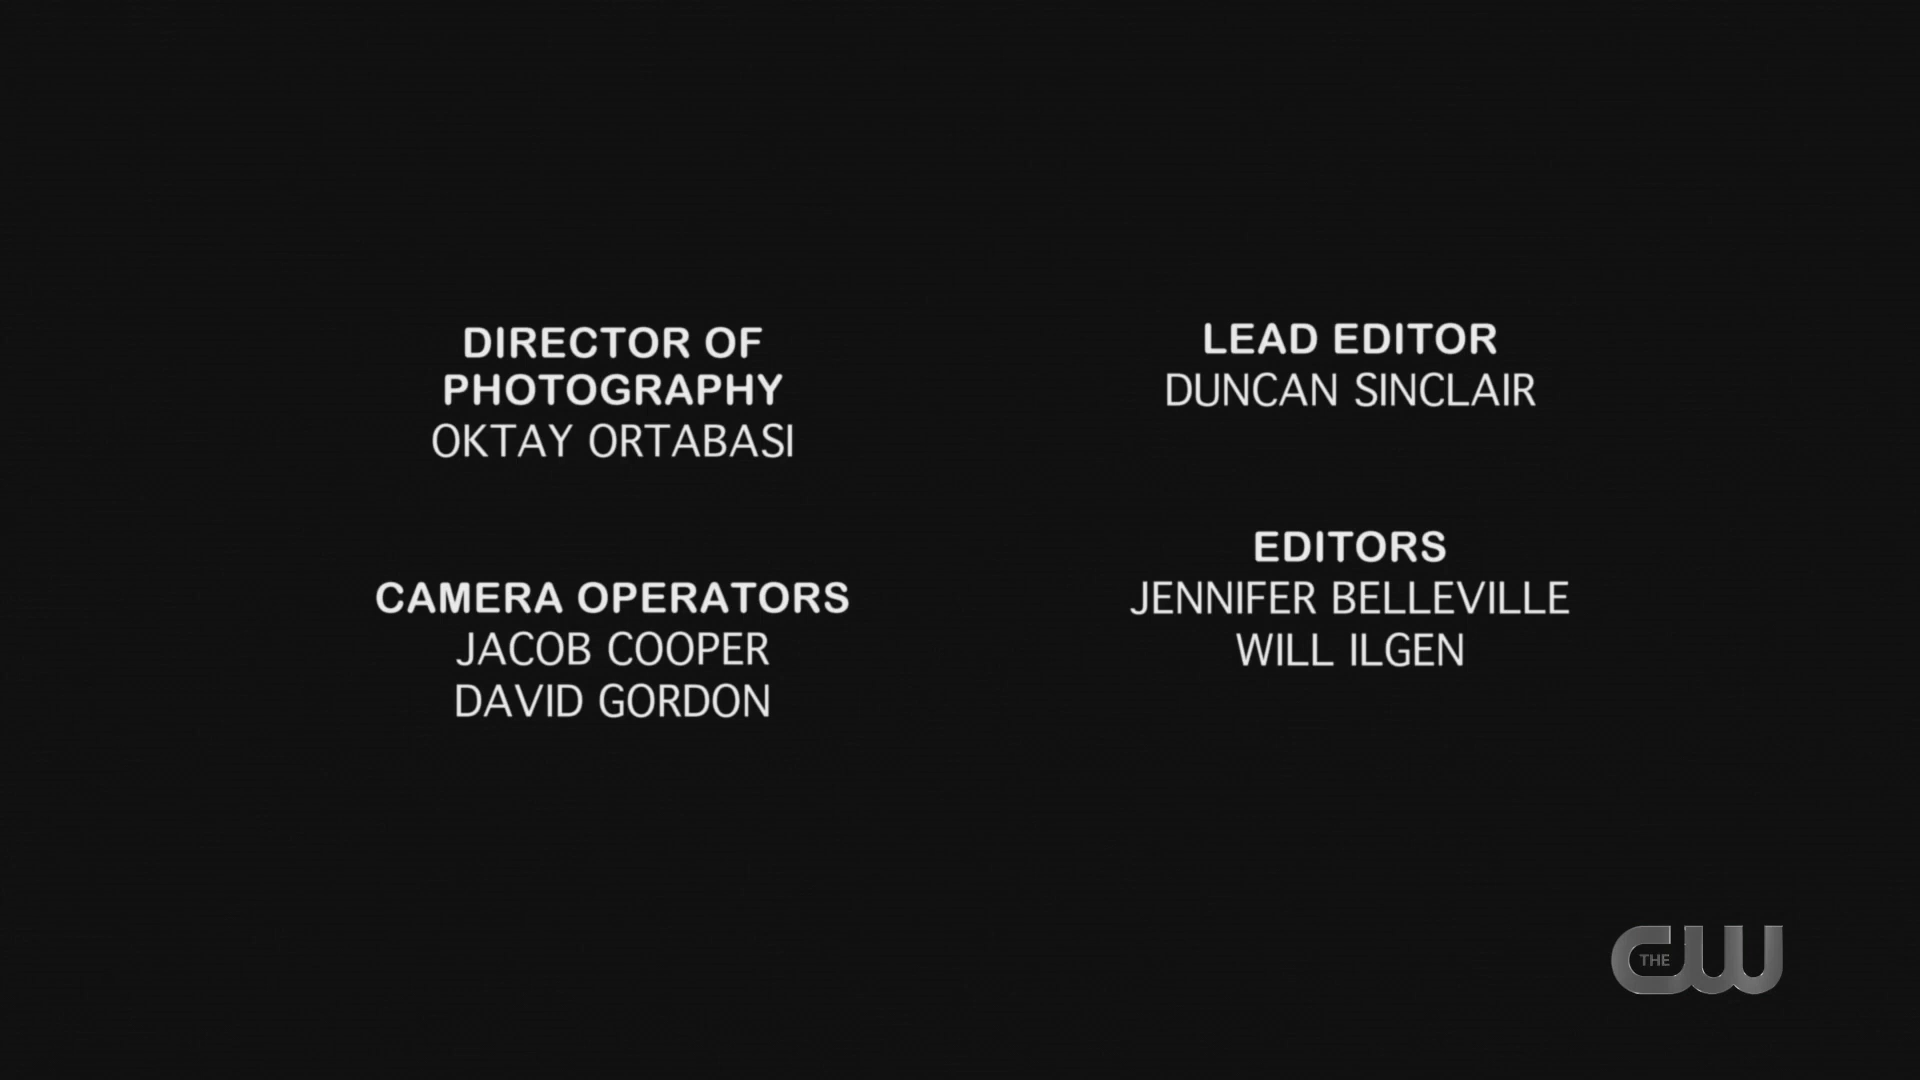 DIRECTOR OF
PHOTOGRAPHY
OKTAY ORTABASI
CAMERA OPERATORS
JACOB COOPER
DAVID GORDON
LEAD EDITOR
DUNCAN SINCLAIR
EDITORS
JENNIFER BELLEVILLE
WILL ILGEN
THE CW